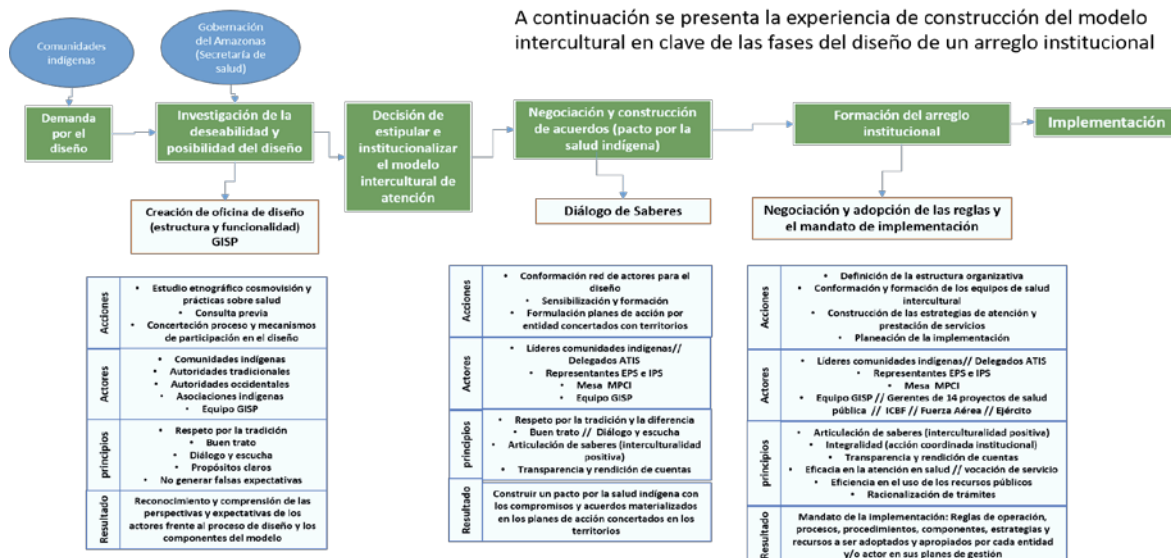 A continuación se presenta la experiencia de construcción del modelo
intercultural en clave de las fases del diseño de un arreglo institucional
Comunidades
indígenas
Gobernación
del Amazonas
(Secretaría de
salud)
Demanda
por el
diseño
Investigación de la
deseabilidad y
posibilidad del diseño
Decisión de
estipular e
institucionalizar
el modelo
intercultural de
atención
Negociación y construcción
de acuerdos (pacto por la
salud indígena)
Formación del arreglo
institucional
Implementación
Creación de oficina de diseño
(estructura y funcionalidad)
GISP
Diálogo de Saberes
Negociación y adopción de las reglas y
el mandato de implementación
Acciones
• Estudio etnográfico cosmovisión y
prácticas sobre salud
• Consulta previa
• Concertación proceso y mecanismos
de participación en el diseño
Actores
• Comunidades indígenas
• Autoridades tradicionales
• Autoridades occidentales
• Asociaciones indígenas
• Equipo GISP
principios
• Respeto por la tradición
• Buen trato
• Diálogo y escucha
• Propósitos claros
• No generar falsas expectativas
Resultado
Reconocimiento y comprensión de las
perspectivas y expectativas de los
actores frente al proceso de diseño y los
componentes del modelo
Acciones
• Conformación red de actores para el
diseño
• Sensibilización y formación
• Formulación planes de acción por
entidad concertados con territorios
Actores
• Líderes comunidades indígenas//
Delegados ATIS
• Representantes EPS e IPS
• Mesa MPCI
• Equipo GISP
principios
• Respeto por la tradición y la diferencia
• Buen trato // Diálogo y escucha
• Articulación de saberes (interculturalidad
positiva)
• Transparencia y rendición de cuentas
Resultado
Construir un pacto por la salud indígena con
los compromisos y acuerdos materializados
en los planes de acción concertados en los
territorios
Acciones
• Definición de la estructura organizativa
• Conformación y formación de los equipos de salud
intercultural
• Construcción de las estrategias de atención y
prestación de servicios
• Planeación de la implementación
Actores
• Líderes comunidades indígenas// Delegados ATIS
• Representantes EPS e IPS
• Mesa MPCI
• Equipo GISP // Gerentes de 14 proyectos de salud
pública // ICBF // Fuerza Aérea // Ejército
principios
• Articulación de saberes (interculturalidad positiva)
• Integralidad (acción coordinada institucional)
• Transparencia y rendición de cuentas
• Eficacia en la atención en salud // vocación de servicio
• Eficiencia en el uso de los recursos públicos
• Racionalización de trámites
Resultado
Mandato de la implementación: Reglas de operación,
procesos, procedimientos, componentes, estrategias y
recursos a ser adoptados y apropiados por cada entidad
y/o actor en sus planes de gestión